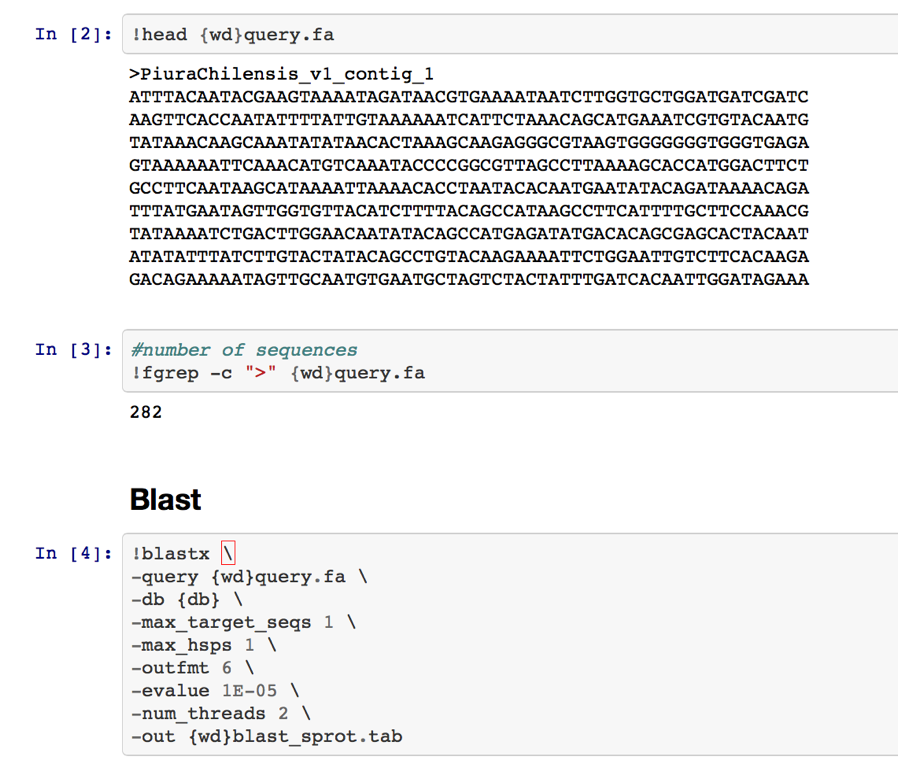 In [2]: !head {wd}query.fa
>PiuraChilensis_v1_contig_1
ATTTACAATACGAAGTAAAATAGATAACGTGAAAATAATCTTGGTGCTGGATGATCGATC
AAGTTCACCAATATTTTATTGTAAAAAATCATTCTAAACAGCATGAAATCGTGTACAATG
TATAAACAAGCAAATATATAACACTAAAGCAAGAGGGCGTAAGTGGGGGGGTGGGTGAGA
GTAAAAAATTCAAACATGTCAAATACCCCGGCGTTAGCCTTAAAAGCACCATGGACTTCT
GCCTTCAATAAGCATAAAATTAAAACACCTAATACACAATGAATATACAGATAAAACAGA
TTTATGAATAGTTGGTGTTACATCTTTTACAGCCATAAGCCTTCATTTTGCTTCCAAACG
TATAAAATCTGACTTGGAACAATATACAGCCATGAGATATGACACAGCGAGCACTACAAT
ATATATTTATCTTGTACTATACAGCCTGTACAAGAAAATTCTGGAATTGTCTTCACAAGA
GACAGAAAAATAGTTGCAATGTGAATGCTAGTCTACTATTTGATCACAATTGGATAGAAA
In [3]: #number of sequences
!fgrep -c ">" {wd}query.fa
282
Blast
In [4]: !blastx \
-query {wd}query.fa \
-db {db} \
-max_target_seqs 1 \
-max_hsps 1 \
-outfmt 6 \
-evalue 1E-05 \
-num_threads 2 \
-out {wd}blast_sprot.tab